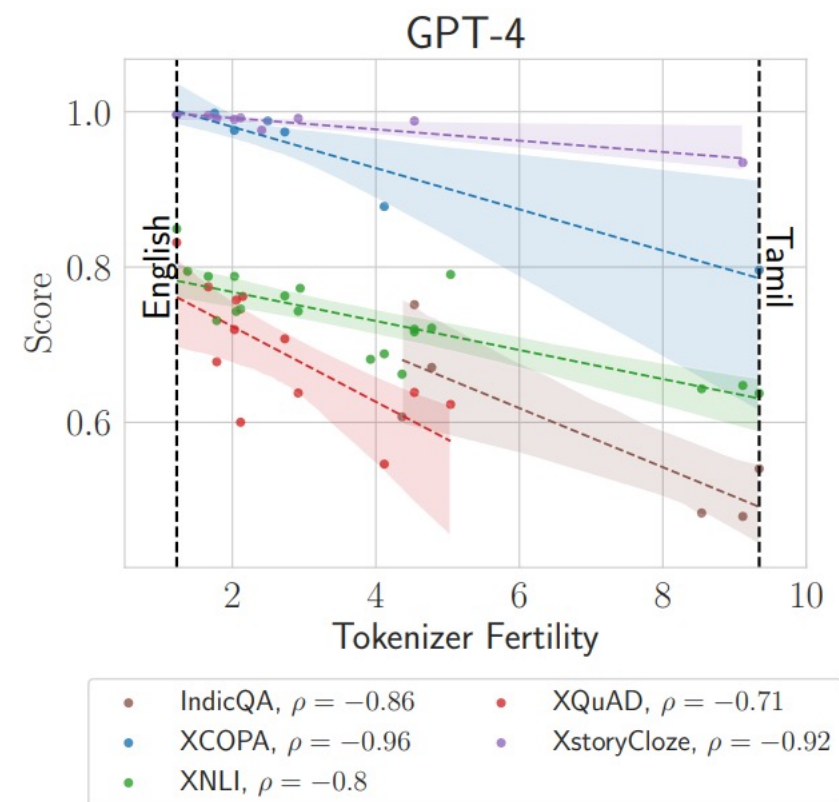 GPT-4
1.0
0.8
0.6
Score
English
Tamil
2 4 6 8 10
Tokenizer Fertility
IndicQA, ρ = −0.86
XQuAD, ρ = −0.71
XCOPA, ρ = −0.96
XstoryCloze, ρ = −0.92
XNLI, ρ = −0.8